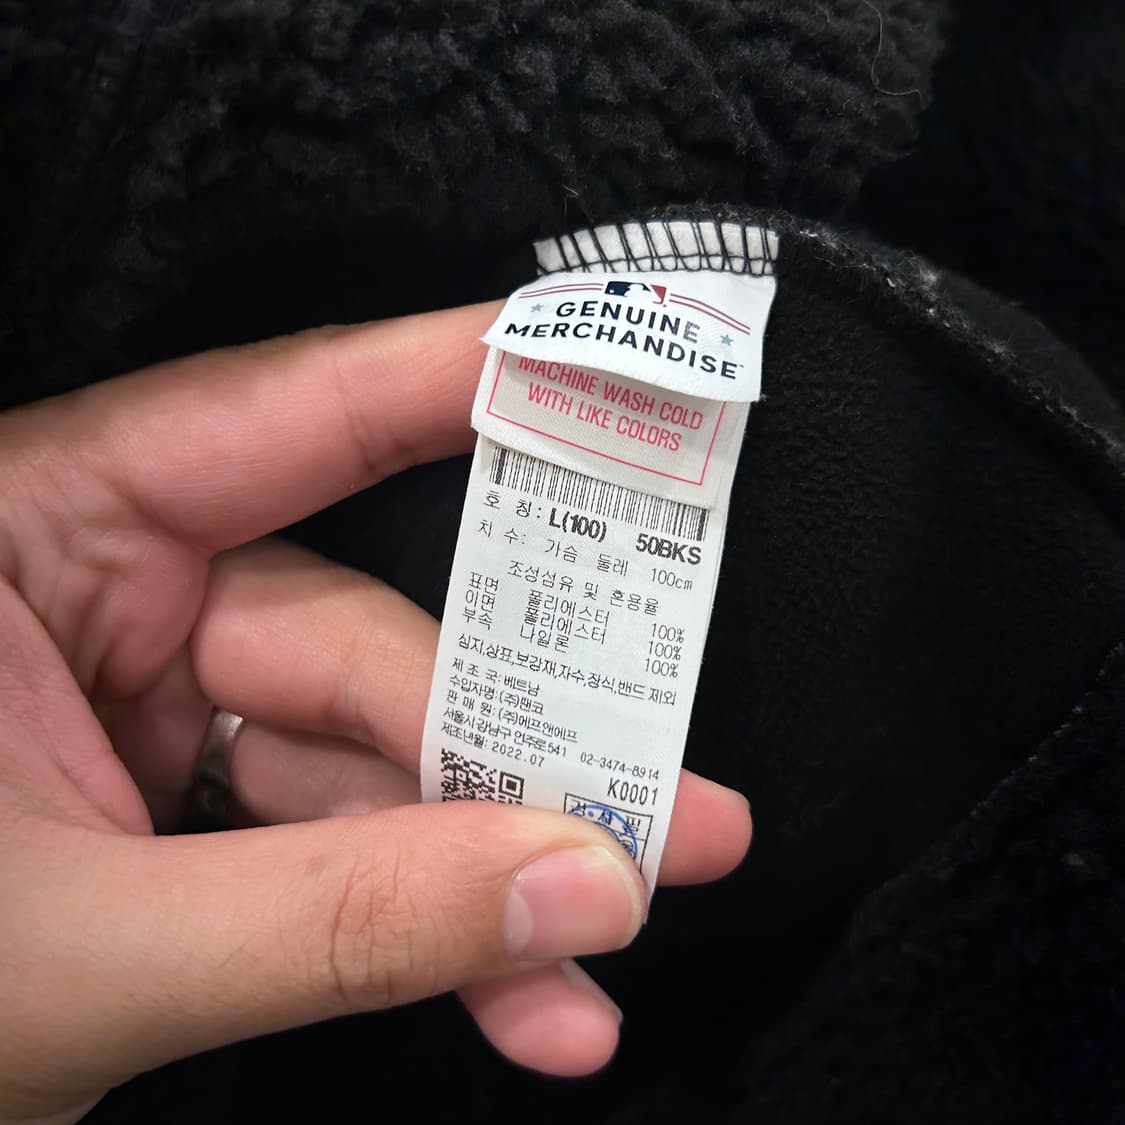 GENUINE
MERCHANDISE™
MACHINE WASH COLD
WITH LIKE COLORS
호 칭: L(100) 50BKS
치 수: 가슴 둘레 100cm
조성섬유 및 혼용율
표면 폴리에스터 100%
이면 폴리에스터 100%
부속 나일론 100%
심지,상표,보강재,자수,장식,밴드 제외
제 조 국: 베트남
수입자명: (주)팬코
판 매 원: (주)에프앤에프
서울시 강남구 언주로541 02-3474-8914
제조년월: 2022.07
K0001
검사필